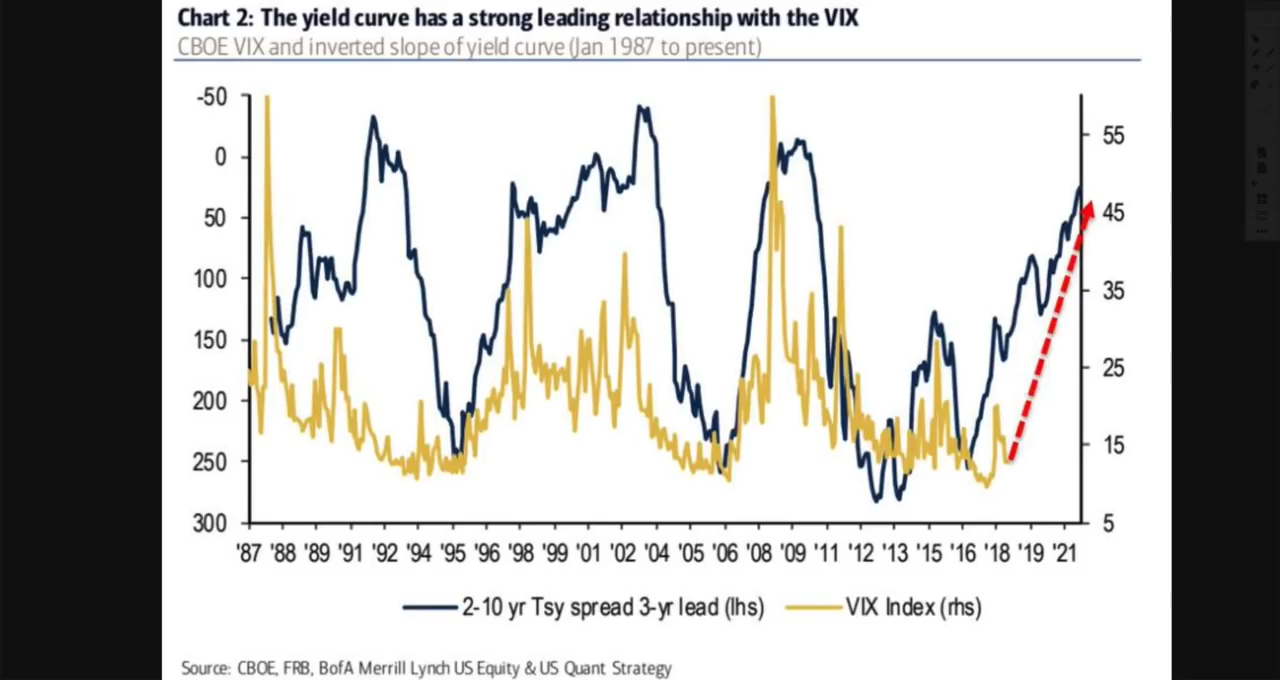 Chart 2: The yield curve has a strong leading relationship with the VIX
CBOE VIX and inverted slope of yield curve (Jan 1987 to present)
-50
0
50
100
150
200
250
300
55
45
35
25
15
5
'87 '88 '89 '91 '92 '94 '95 '96 '98 '99 '01 '02 '04 '05 '06 '08 '09 '11 '12 '13 '15 '16 '18 '19 '21
2-10 yr Tsy spread 3-yr lead (lhs) VIX Index (rhs)
Source: CBOE, FRB, BofA Merrill Lynch US Equity & US Quant Strategy